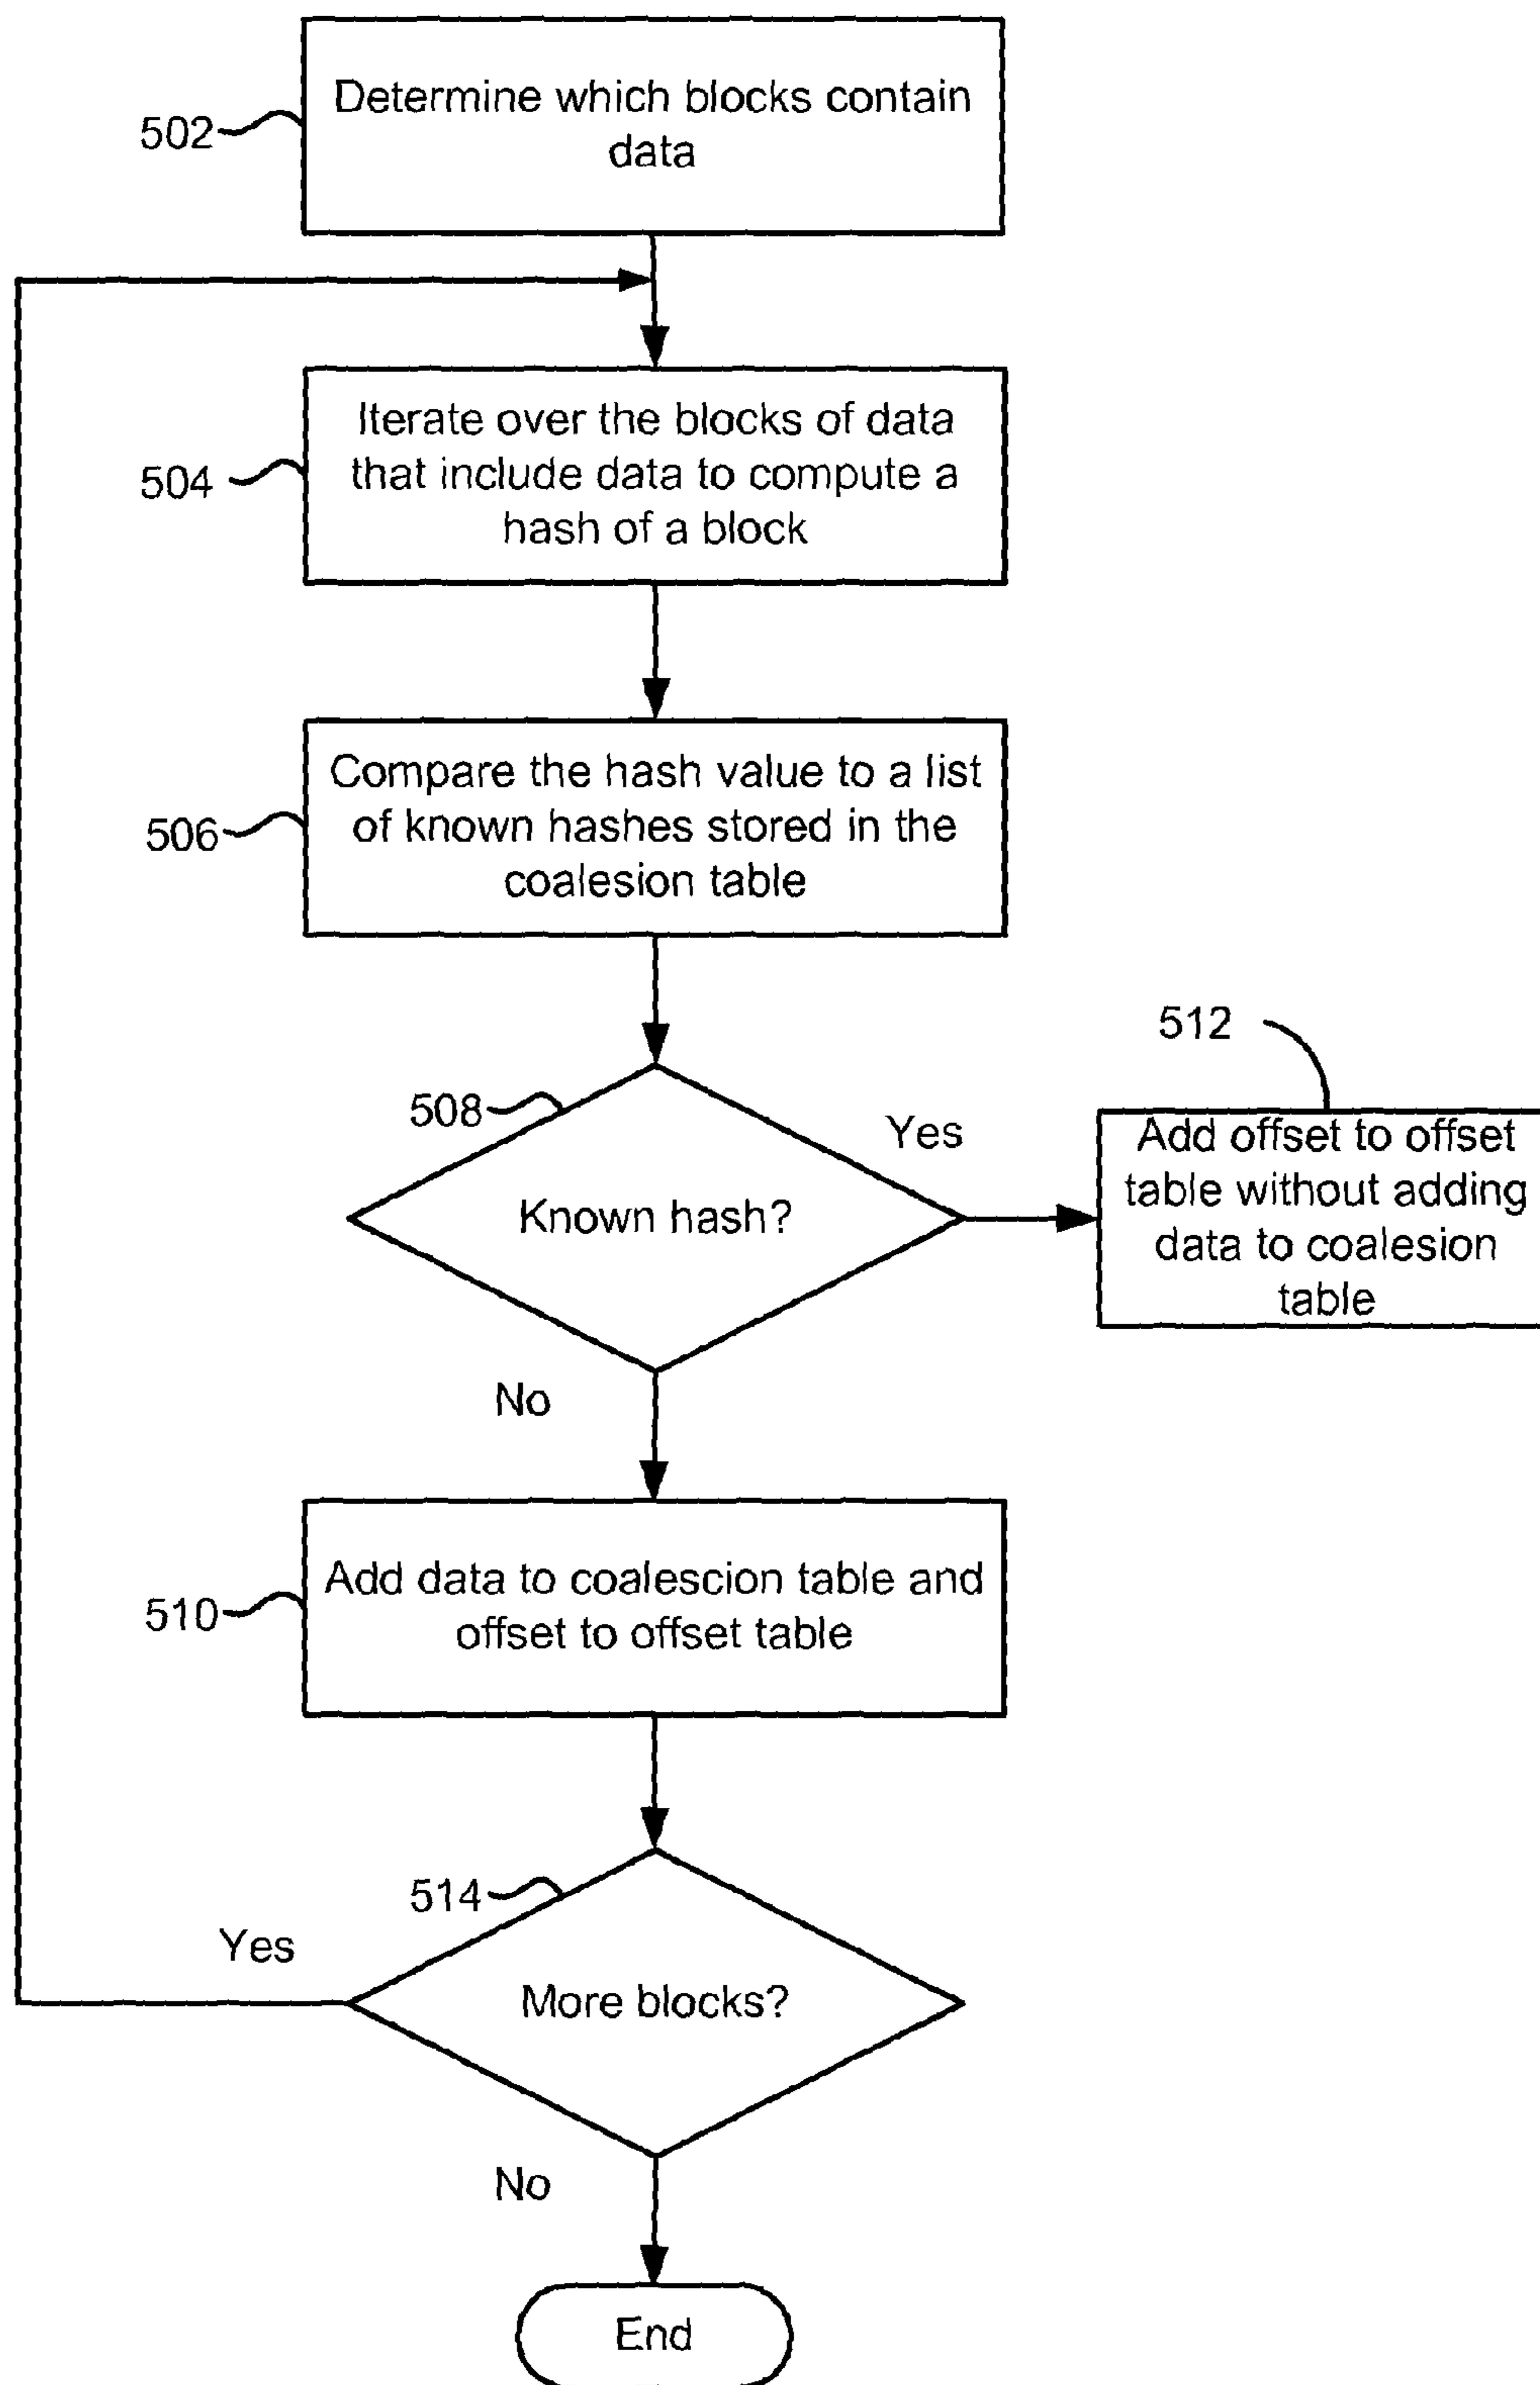 502
Determine which blocks contain
data
504
Iterate over the blocks of data
that include data to compute a
hash of a block
506
Compare the hash value to a list
of known hashes stored in the
coalesion table
508
Known hash?
Yes
512
Add offset to offset
table without adding
data to coalesion
table
No
510
Add data to coalescion table and
offset to offset table
514
More blocks?
Yes
No
End